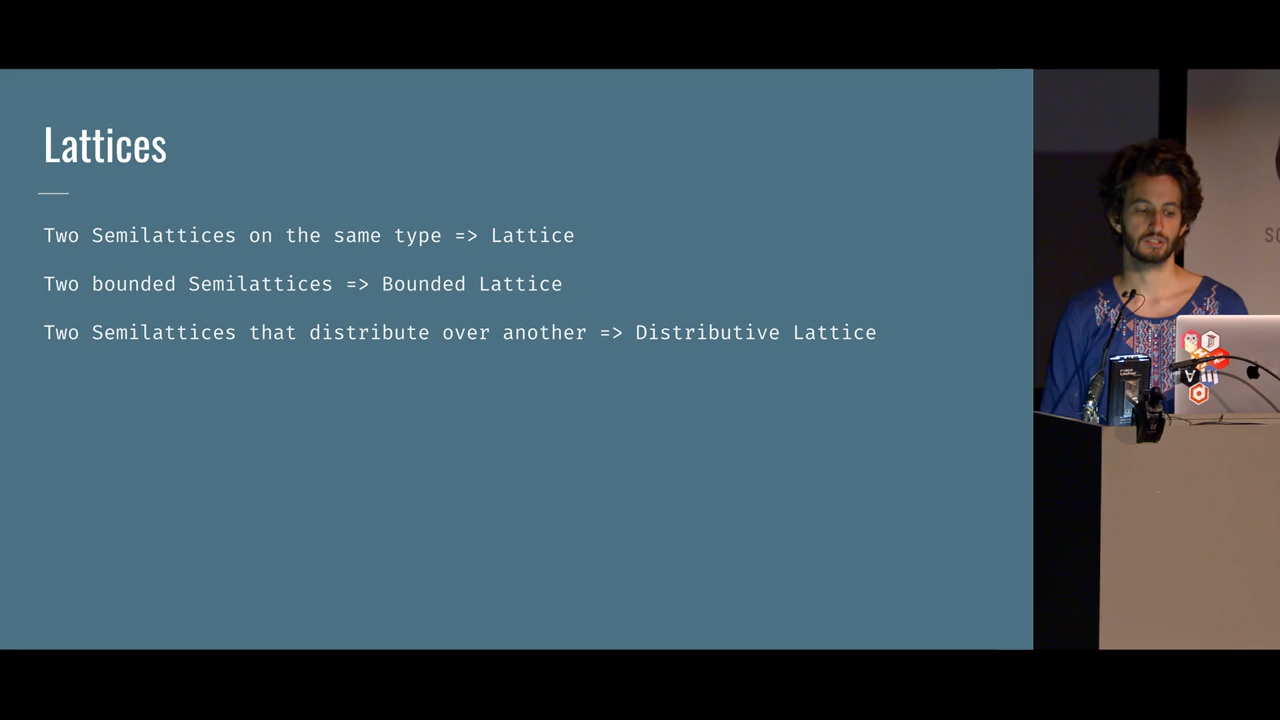 Lattices
Two Semilattices on the same type => Lattice
Two bounded Semilattices => Bounded Lattice
Two Semilattices that distribute over another => Distributive Lattice